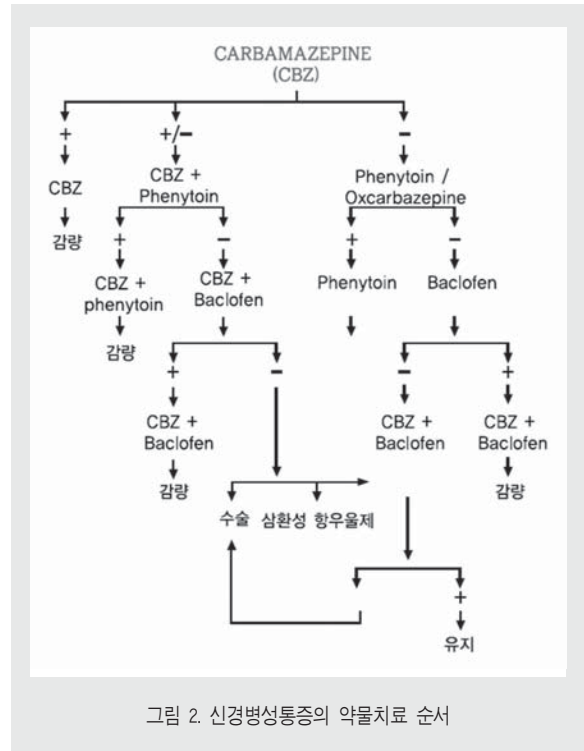 CARBAMAZEPINE
(CBZ)
+ +/− −
CBZ
CBZ +
Phenytoin
Phenytoin /
Oxcarbazepine
감량
+ − + −
CBZ +
phenytoin
CBZ +
Baclofen
Phenytoin
Baclofen
감량
+ − − +
CBZ +
Baclofen
CBZ +
Baclofen
CBZ +
Baclofen
감량
감량
수술 삼환성 항우울제
+
유지
그림 2. 신경병성통증의 약물치료 순서